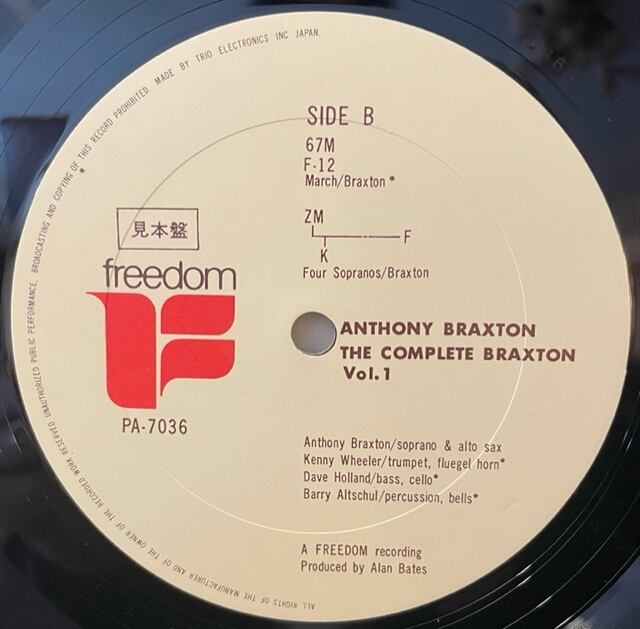 SIDE B
67M
F-12
March/Braxton *
ZM
F
K
Four Sopranos/Braxton
見本盤
freedom
PA-7036
ANTHONY BRAXTON
THE COMPLETE BRAXTON
Vol.1
Anthony Braxton/soprano & alto sax
Kenny Wheeler/trumpet, fluegel horn*
Dave Holland/bass, cello*
Barry Altschul/percussion, bells*
A FREEDOM recording
Produced by Alan Bates
ALL RIGHTS OF THE MANUFACTURER AND OF THE OWNER OF THE RECORDED WORK RESERVED UNAUTHORIZED PUBLIC PERFORMANCE, BROADCASTING AND COPYING OF THIS RECORD PROHIBITED. MADE BY TRIO ELECTRONICS INC JAPAN.
*